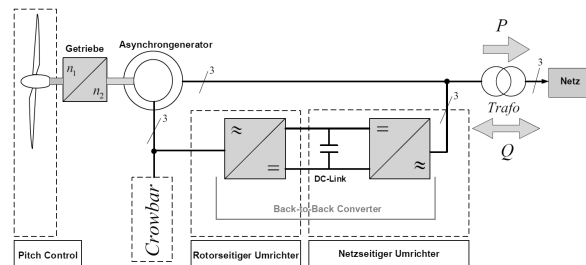 P
Getriebe
Asynchrongenerator
n1
n2
3
3
3
3
Netz
Trafo
Q
≈
=
=
≈
DC-Link
Crowbar
Back-to-Back Converter
Pitch Control
Rotorseitiger Umrichter
Netzseitiger Umrichter